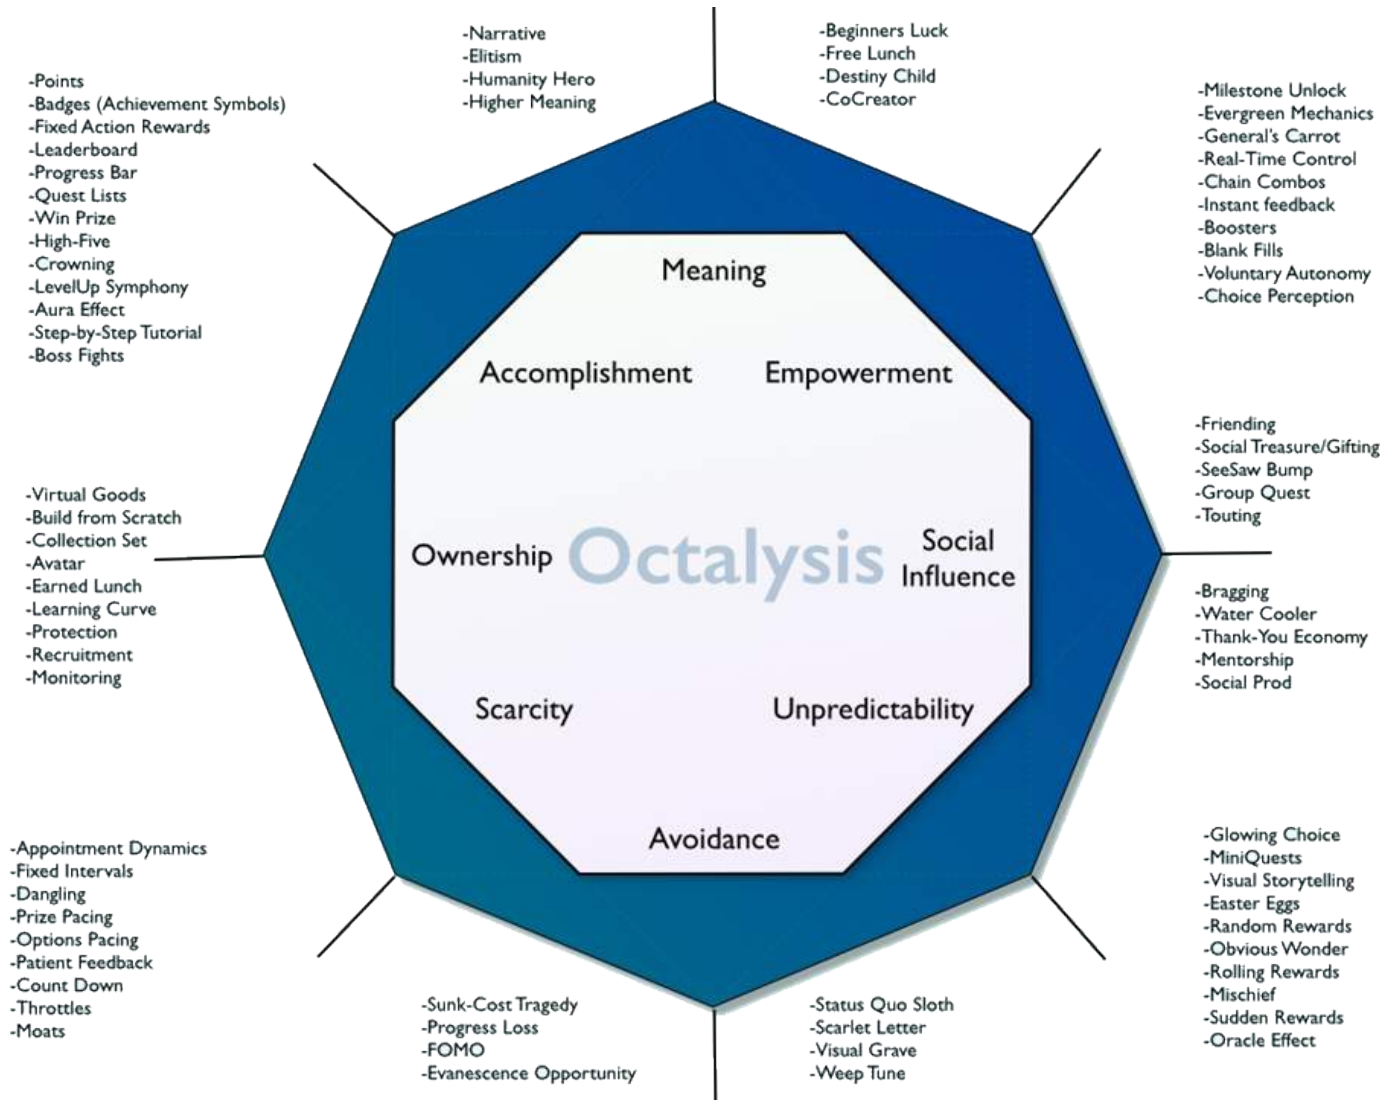 -Narrative
-Elitism
-Humanity Hero
-Higher Meaning
-Beginners Luck
-Free Lunch
-Destiny Child
-CoCreator
-Points
-Badges (Achievement Symbols)
-Fixed Action Rewards
-Leaderboard
-Progress Bar
-Quest Lists
-Win Prize
-High-Five
-Crowning
-LevelUp Symphony
-Aura Effect
-Step-by-Step Tutorial
-Boss Fights
-Milestone Unlock
-Evergreen Mechanics
-General's Carrot
-Real-Time Control
-Chain Combos
-Instant feedback
-Boosters
-Blank Fills
-Voluntary Autonomy
-Choice Perception
Meaning
Accomplishment
Empowerment
Ownership
Octalysis
Social
Influence
Scarcity
Unpredictability
Avoidance
-Virtual Goods
-Build from Scratch
-Collection Set
-Avatar
-Earned Lunch
-Learning Curve
-Protection
-Recruitment
-Monitoring
-Friending
-Social Treasure/Gifting
-SeeSaw Bump
-Group Quest
-Touting
-Bragging
-Water Cooler
-Thank-You Economy
-Mentorship
-Social Prod
-Appointment Dynamics
-Fixed Intervals
-Dangling
-Prize Pacing
-Options Pacing
-Patient Feedback
-Count Down
-Throttles
-Moats
-Sunk-Cost Tragedy
-Progress Loss
-FOMO
-Evanescence Opportunity
-Status Quo Sloth
-Scarlet Letter
-Visual Grave
-Weep Tune
-Glowing Choice
-MiniQuests
-Visual Storytelling
-Easter Eggs
-Random Rewards
-Obvious Wonder
-Rolling Rewards
-Mischief
-Sudden Rewards
-Oracle Effect